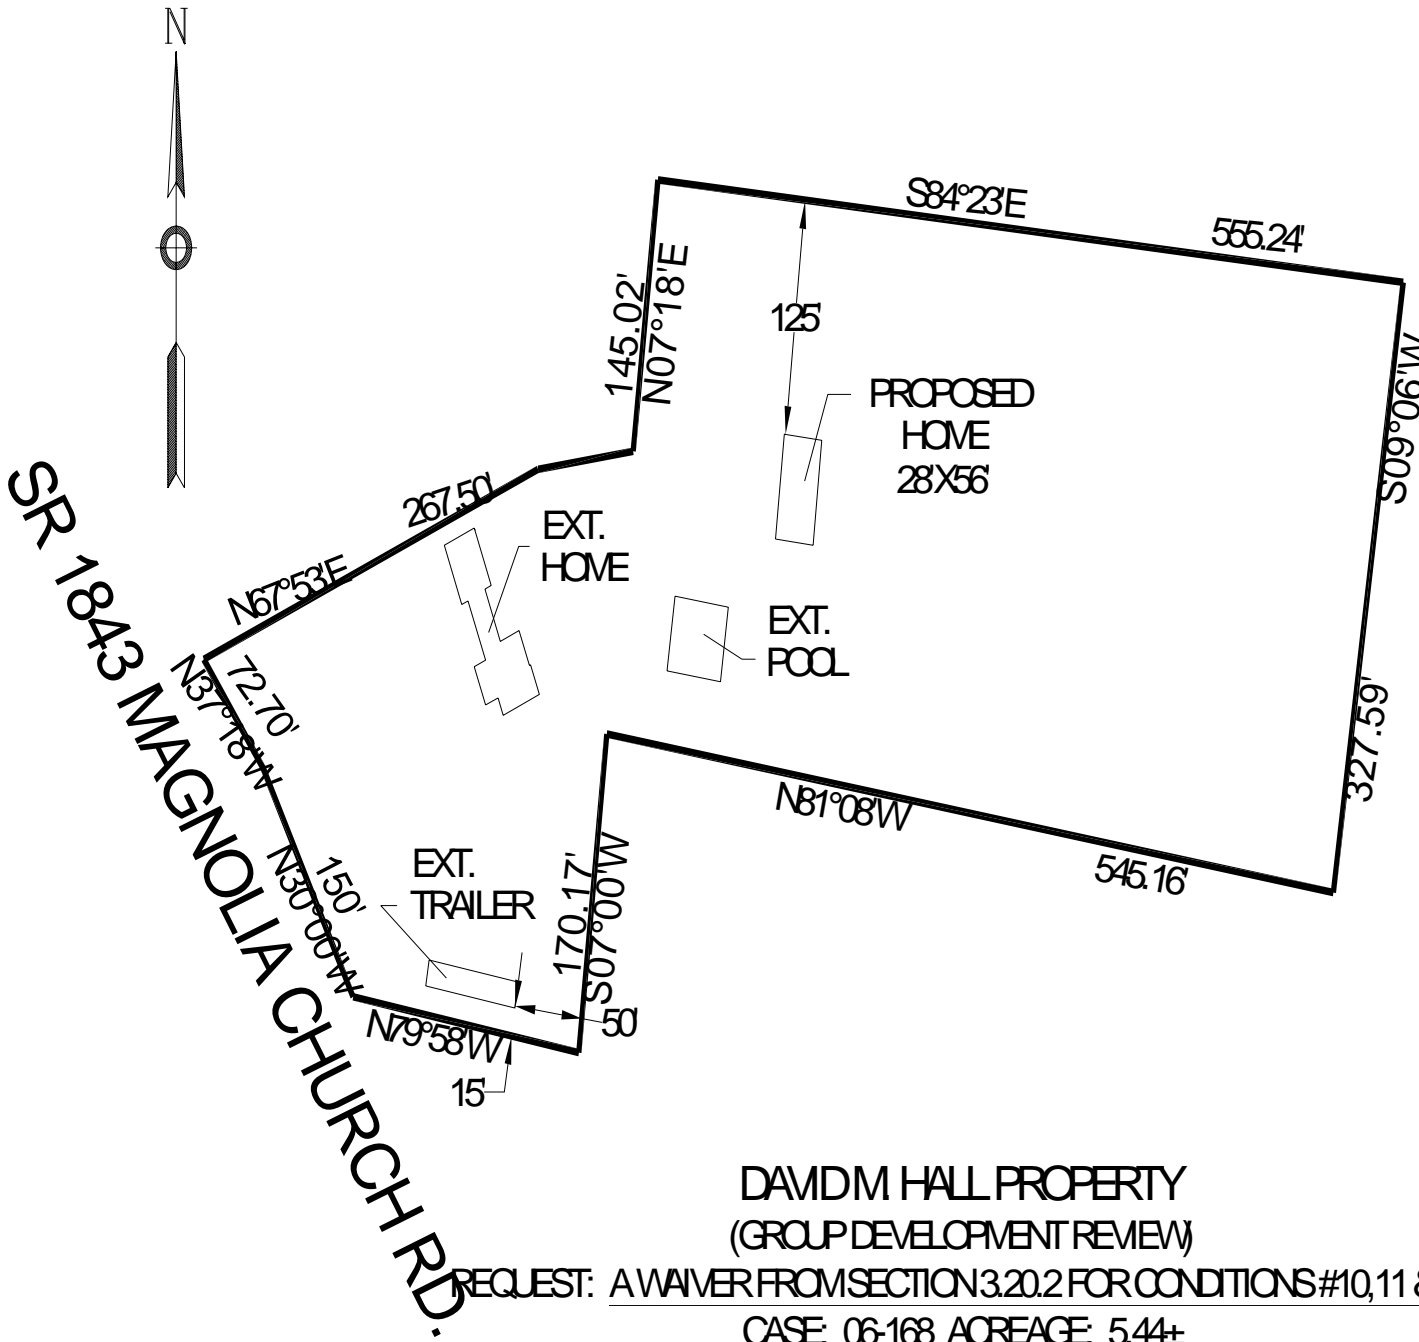 N
S84°23'E
555.24'
145.02'
N07°18'E
125'
S09°06'W
PROPOSED
HOME
28'X56'
267.50'
EXT.
HOME
N67°53'E
SR 1843 MAGNOLIA CHURCH RD.
72.70'
N37°18'W
EXT.
POOL
327.59'
N81°08'W
545.16'
150'
N30°00'W
EXT.
TRAILER
170.17'
S07°00'W
50'
N79°58'W
15'
DAVID M. HALL PROPERTY
(GROUP DEVELOPMENT REVIEW)
REQUEST: A WAIVER FROM SECTION 3.20.2 FOR CONDITIONS #10,11 &
CASE: 06-168 ACREAGE: 5.44±